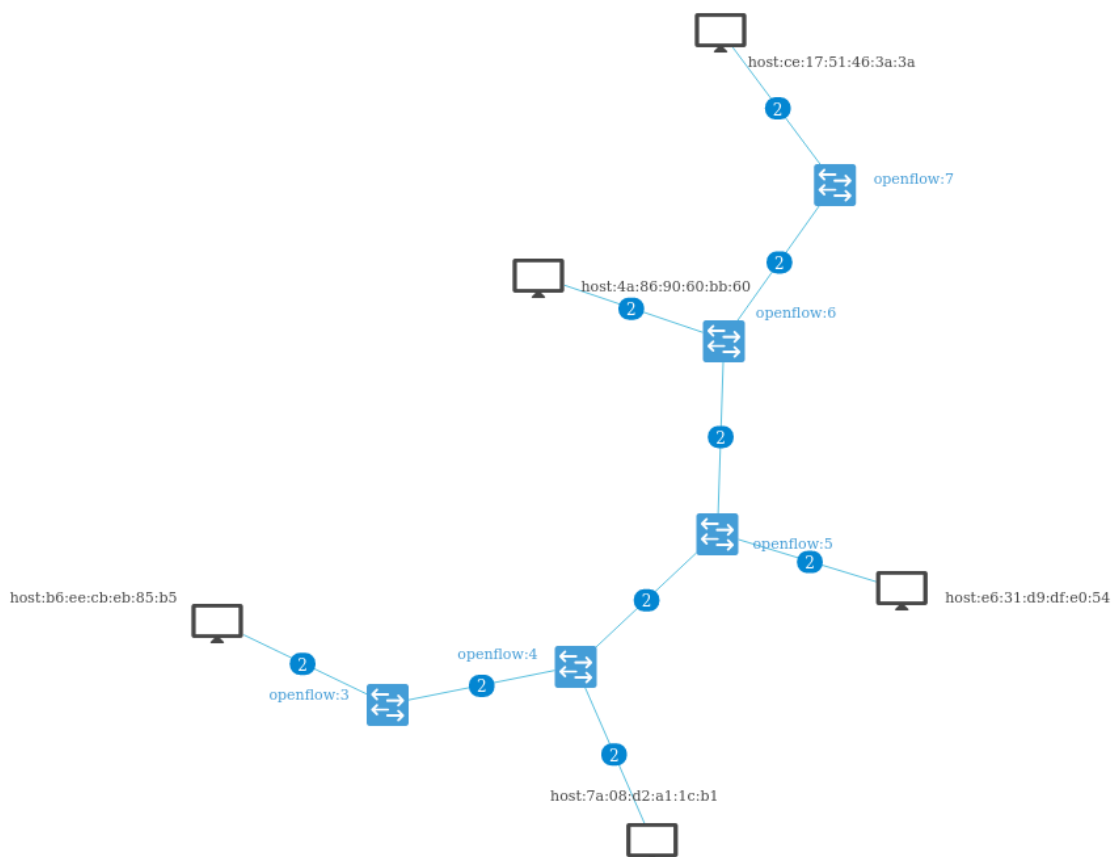 host:ce:17:51:46:3a:3a
2
openflow:7
2
host:4a:86:90:60:bb:60
2
openflow:6
2
openflow:5
2
host:e6:31:d9:df:e0:54
host:b6:ee:cb:eb:85:b5
2
openflow:4
2
openflow:3
2
2
host:7a:08:d2:a1:1c:b1